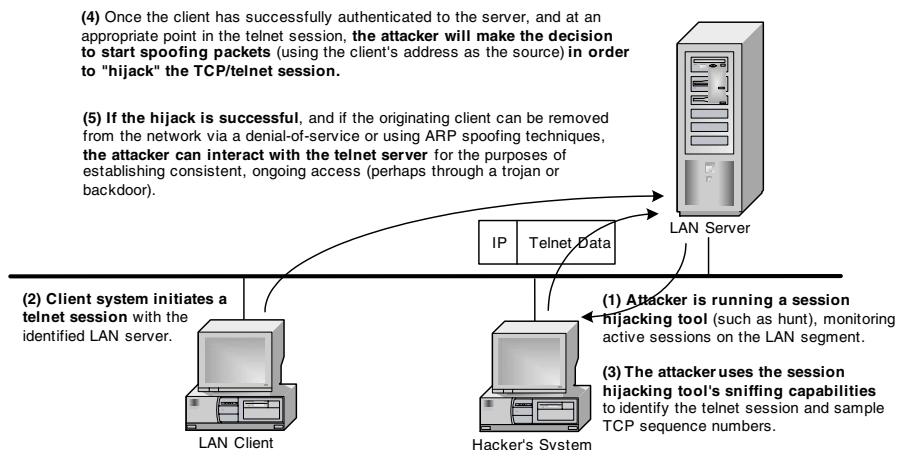 (4) Once the client has successfully authenticated to the server, and at an
appropriate point in the telnet session, the attacker will make the decision
to start spoofing packets (using the client's address as the source) in order
to "hijack" the TCP/telnet session.
(5) If the hijack is successful, and if the originating client can be removed
from the network via a denial-of-service or using ARP spoofing techniques,
the attacker can interact with the telnet server for the purposes of
establishing consistent, ongoing access (perhaps through a trojan or
backdoor).
LAN Server
IP Telnet Data
(2) Client system initiates a
telnet session with the
identified LAN server.
(1) Attacker is running a session
hijacking tool (such as hunt), monitoring
active sessions on the LAN segment.
(3) The attacker uses the session
hijacking tool's sniffing capabilities
to identify the telnet session and sample
TCP sequence numbers.
LAN Client
Hacker's System